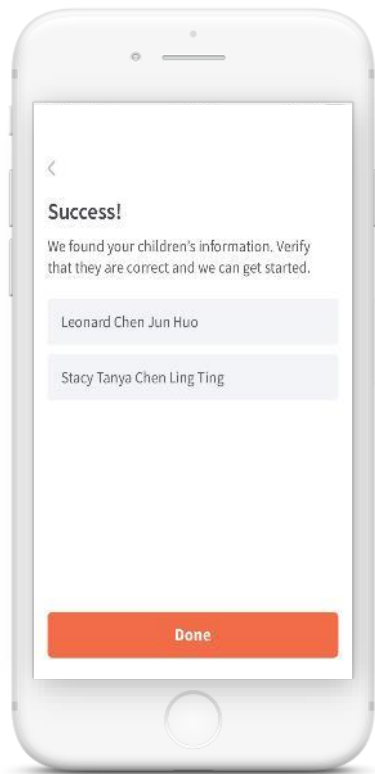 Success!
We found your children's information. Verify
that they are correct and we can get started.
Leonard Chen Jun Huo
Stacy Tanya Chen Ling Ting
Done